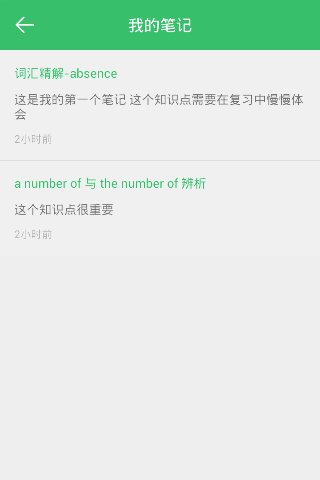 我的笔记
词汇精解-absence
这是我的第一个笔记 这个知识点需要在复习中慢慢体
会
2小时前
a number of 与 the number of 辨析
这个知识点很重要
2小时前